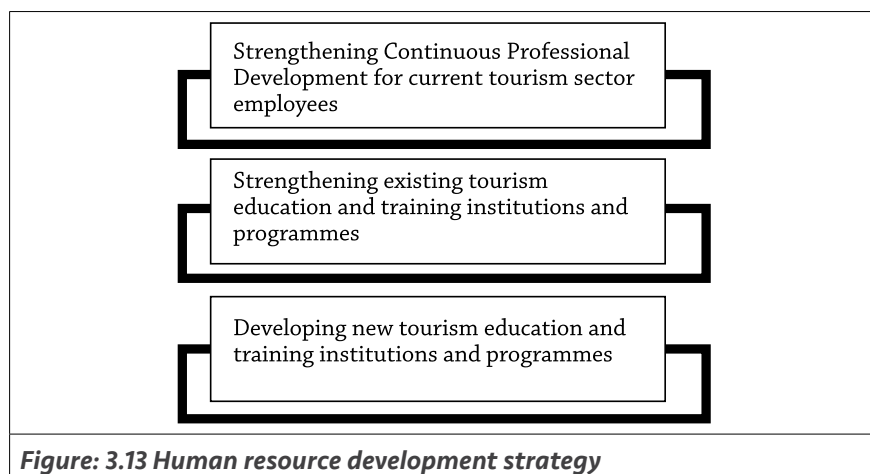 Strengthening Continuous Professional
Development for current tourism sector
employees
Strengthening existing tourism
education and training institutions and
programmes
Developing new tourism education and
training institutions and programmes
Figure: 3.13 Human resource development strategy